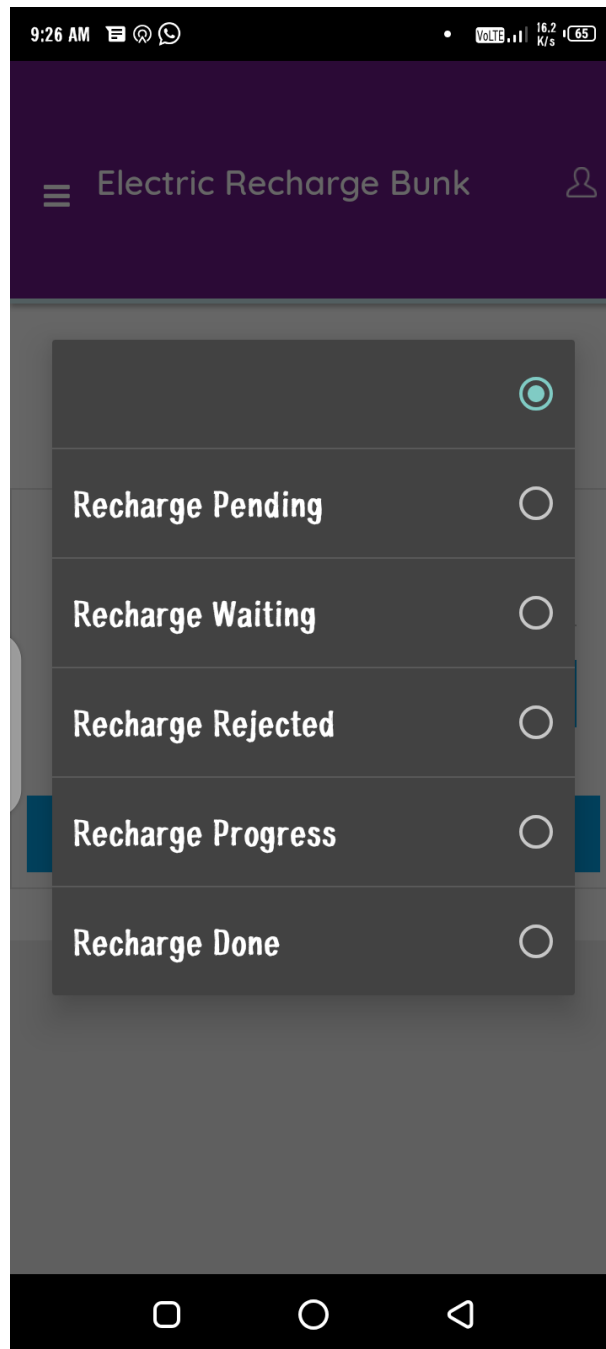 9:26 AM
VoLTE 16.2 K/s 65
Electric Recharge Bunk
Recharge Pending
Recharge Waiting
Recharge Rejected
Recharge Progress
Recharge Done